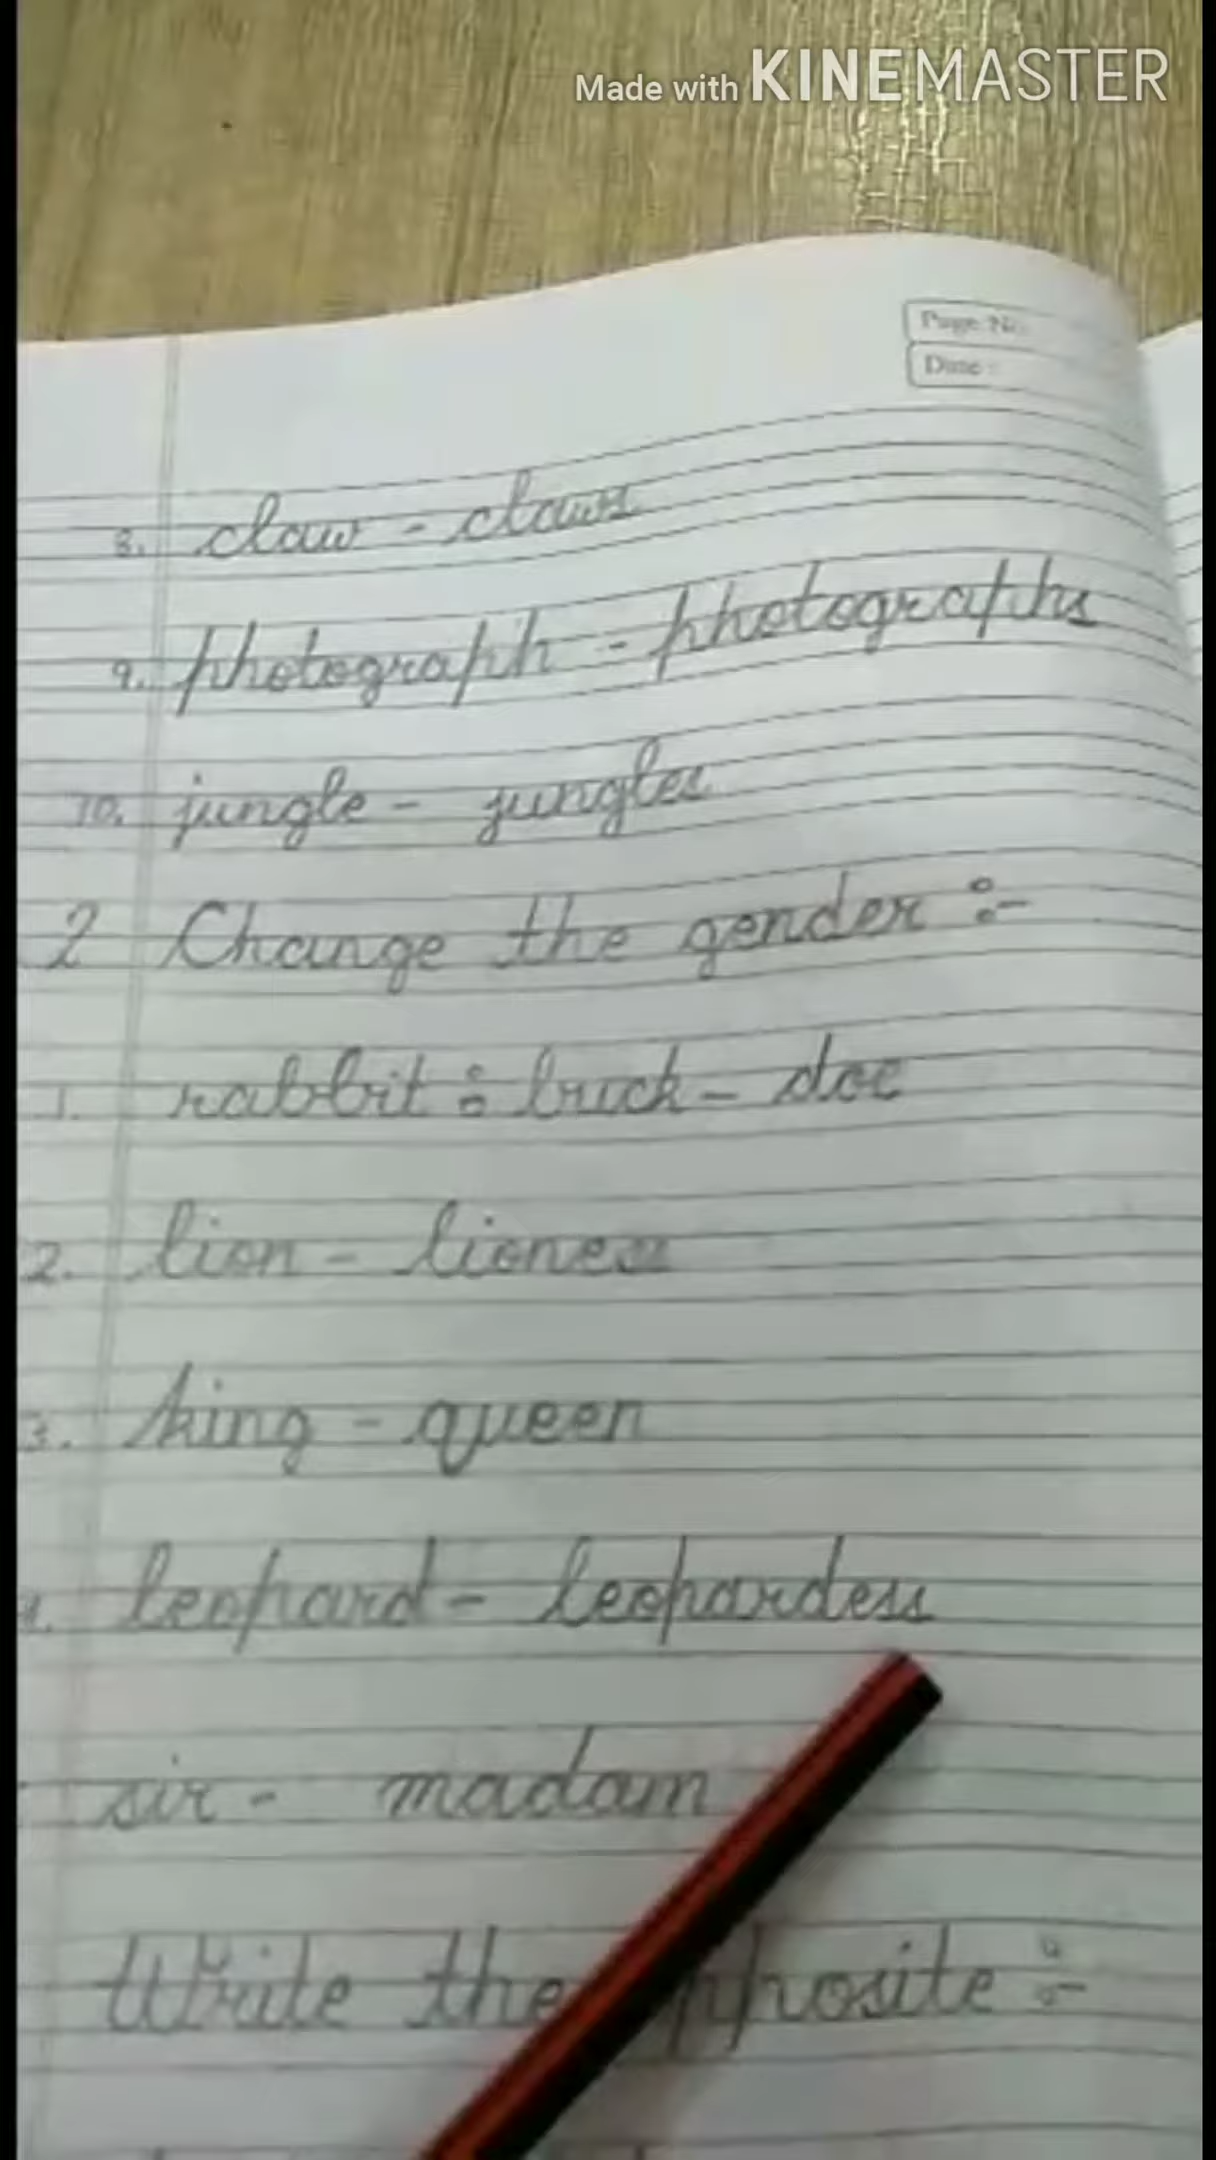 Made with KINEMASTER
Page No.
Date :
8. claw - claws
9. photograph - photographs
10. jungle - jungles
2 Change the gender :-
1. rabbit : buck - doe
2. lion - lioness
3. king - queen
4. leopard - leopardess
sir - madam
Write the opposite :-